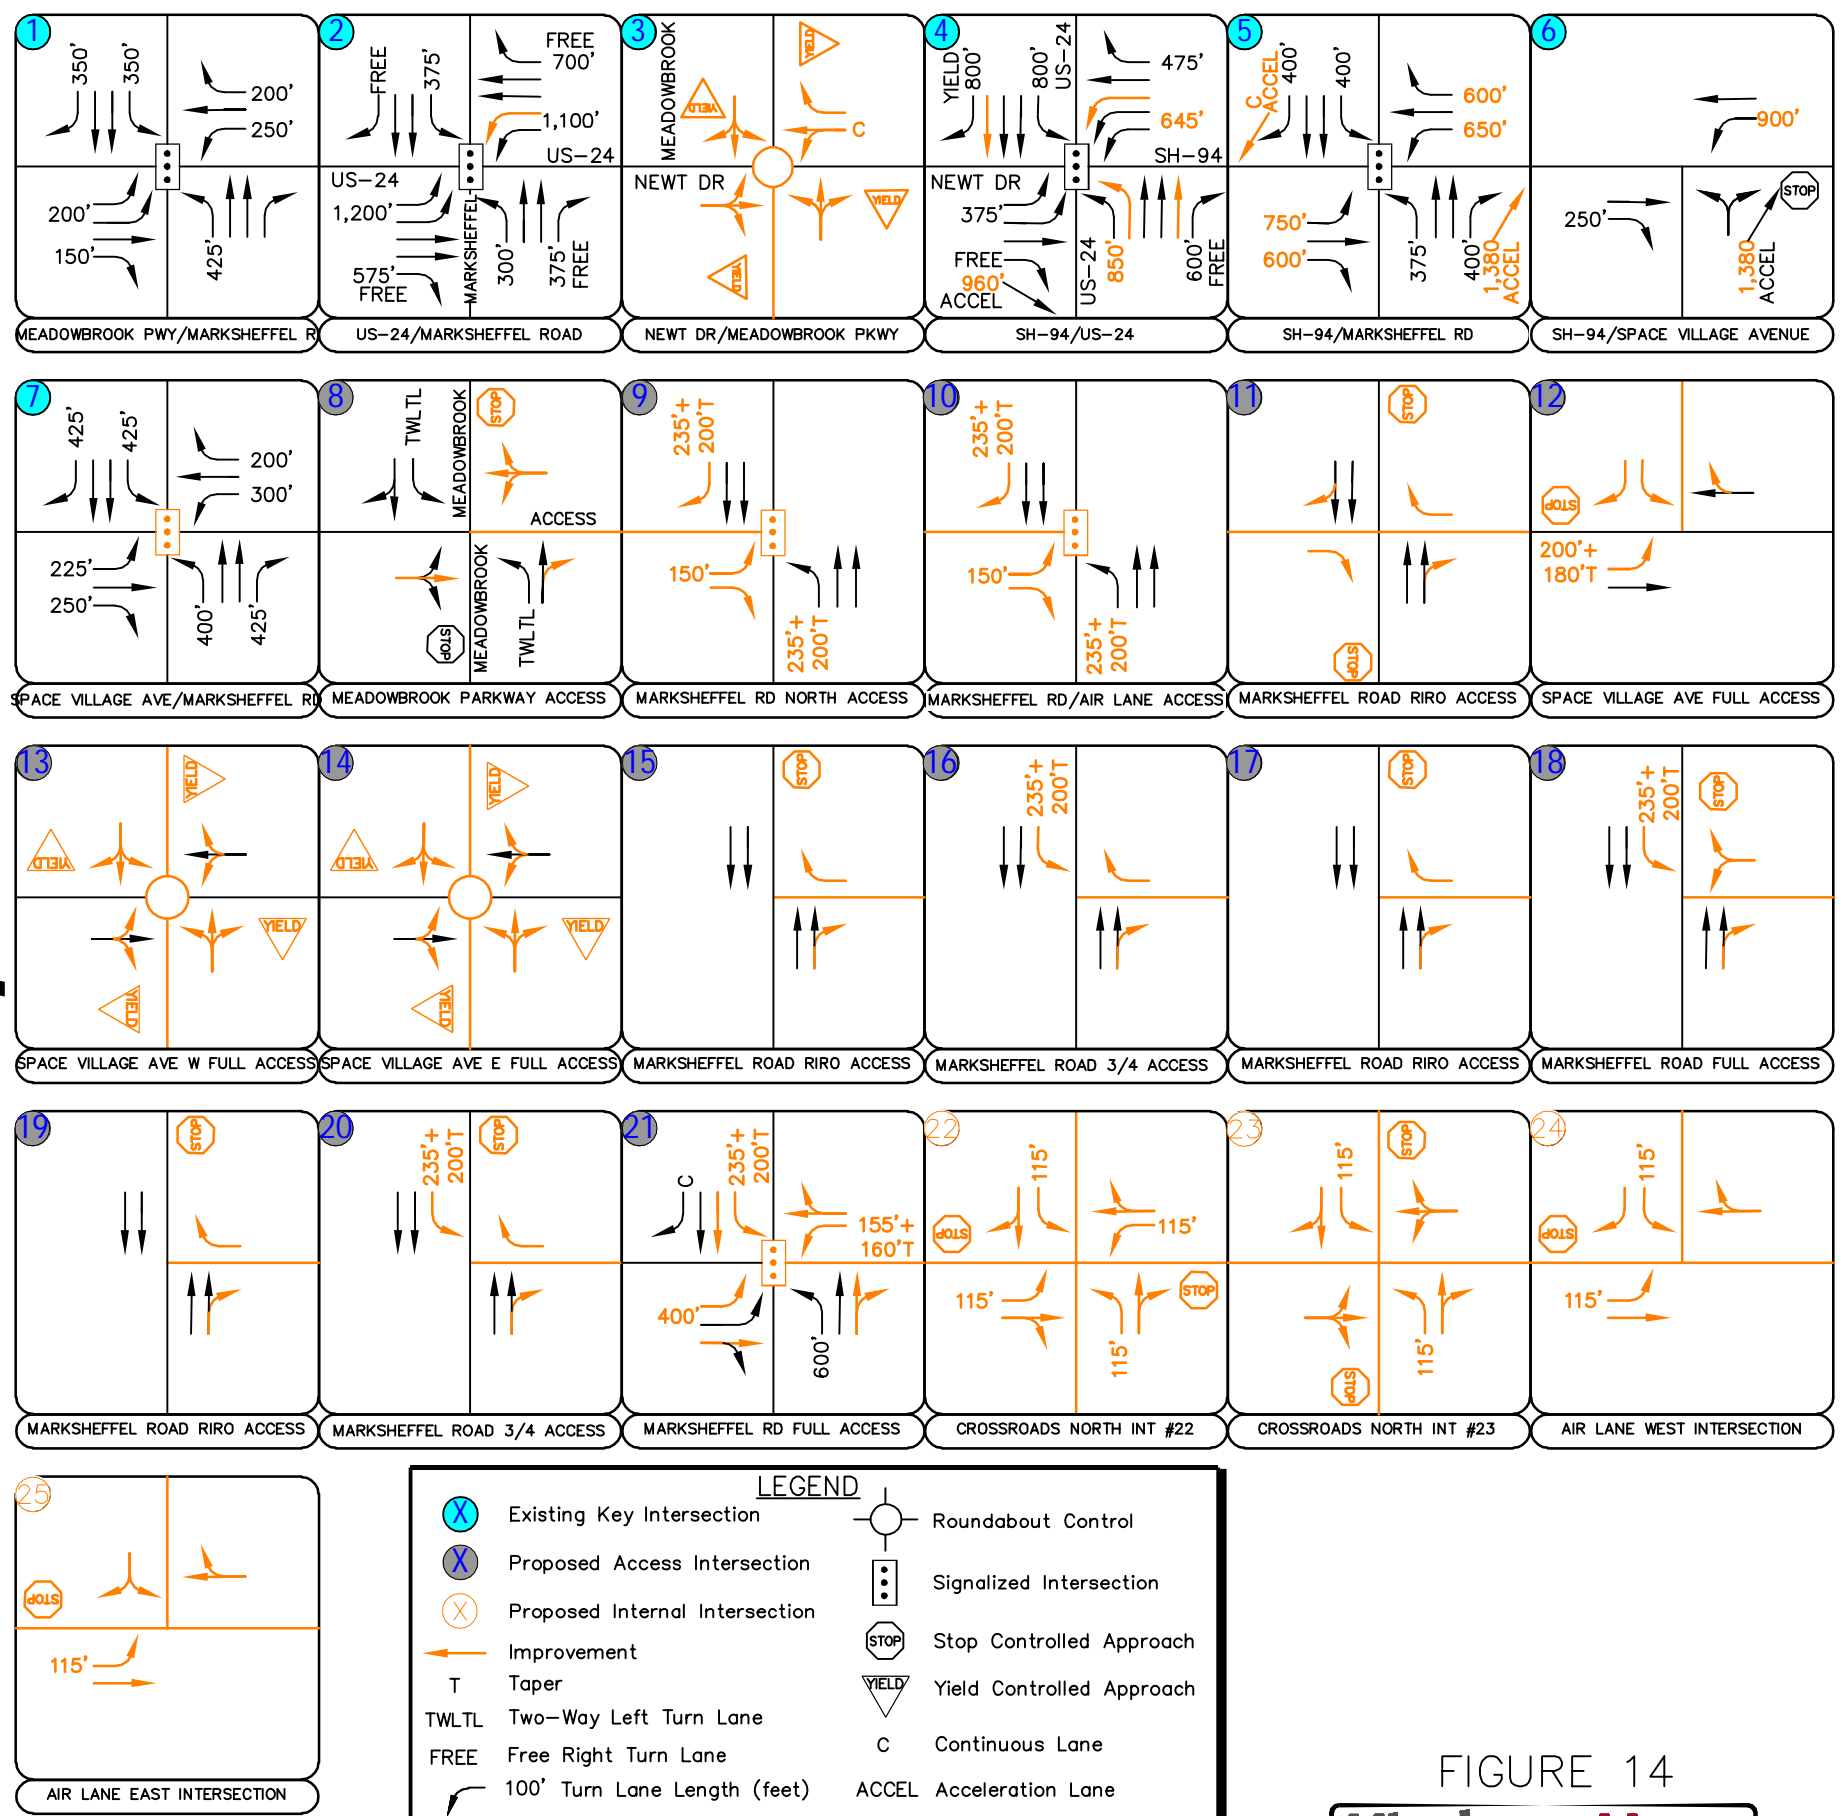 1
350'
350'
200'
250'
200'
150'
425'
MEADOWBROOK PWY/MARKSHEFFEL R
2
FREE
375'
FREE
700'
1,100'
US-24
US-24
1,200'
575'
FREE
MARKSHEFFEL
300'
375'
FREE
US-24/MARKSHEFFEL ROAD
3
MEADOWBROOK
YIELD
YIELD
C
NEWT DR
YIELD
YIELD
NEWT DR/MEADOWBROOK PKWY
4
YIELD
800'
800'
US-24
475'
645'
SH-94
NEWT DR
375'
FREE
960'
ACCEL
US-24
850'
600'
FREE
SH-94/US-24
5
C
ACCEL
400'
400'
600'
650'
750'
600'
375'
400'
1,380
ACCEL
SH-94/MARKSHEFFEL RD
6
900'
250'
STOP
1,380
ACCEL
SH-94/SPACE VILLAGE AVENUE
7
425'
425'
200'
300'
225'
250'
400'
425'
SPACE VILLAGE AVE/MARKSHEFFEL RD
8
TWLTL
MEADOWBROOK
STOP
ACCESS
STOP
MEADOWBROOK
TWLTL
MEADOWBROOK PARKWAY ACCESS
9
235'+
200'T
150'
235'+
200'T
MARKSHEFFEL RD NORTH ACCESS
10
235'+
200'T
150'
235'+
200'T
MARKSHEFFEL RD/AIR LANE ACCESS
11
STOP
STOP
MARKSHEFFEL ROAD RIRO ACCESS
12
STOP
200'+
180'T
SPACE VILLAGE AVE FULL ACCESS
13
YIELD
YIELD
YIELD
YIELD
SPACE VILLAGE AVE W FULL ACCESS
14
YIELD
YIELD
YIELD
YIELD
SPACE VILLAGE AVE E FULL ACCESS
15
STOP
MARKSHEFFEL ROAD RIRO ACCESS
16
235'+
200'T
MARKSHEFFEL ROAD 3/4 ACCESS
17
STOP
MARKSHEFFEL ROAD RIRO ACCESS
18
235'+
200'T
STOP
MARKSHEFFEL ROAD FULL ACCESS
19
STOP
MARKSHEFFEL ROAD RIRO ACCESS
20
235'+
200'T
STOP
MARKSHEFFEL ROAD 3/4 ACCESS
21
C
235'+
200'T
155'+
160'T
400'
600'
MARKSHEFFEL RD FULL ACCESS
22
115'
STOP
115'
115'
STOP
115'
CROSSROADS NORTH INT #22
23
115'
STOP
STOP
115'
CROSSROADS NORTH INT #23
24
115'
STOP
115'
AIR LANE WEST INTERSECTION
25
STOP
115'
AIR LANE EAST INTERSECTION
LEGEND
X Existing Key Intersection
X Proposed Access Intersection
X Proposed Internal Intersection
Improvement
T Taper
TWLTL Two-Way Left Turn Lane
FREE Free Right Turn Lane
100' Turn Lane Length (feet)
Roundabout Control
Signalized Intersection
STOP Stop Controlled Approach
YIELD Yield Controlled Approach
C Continuous Lane
ACCEL Acceleration Lane
FIGURE 14